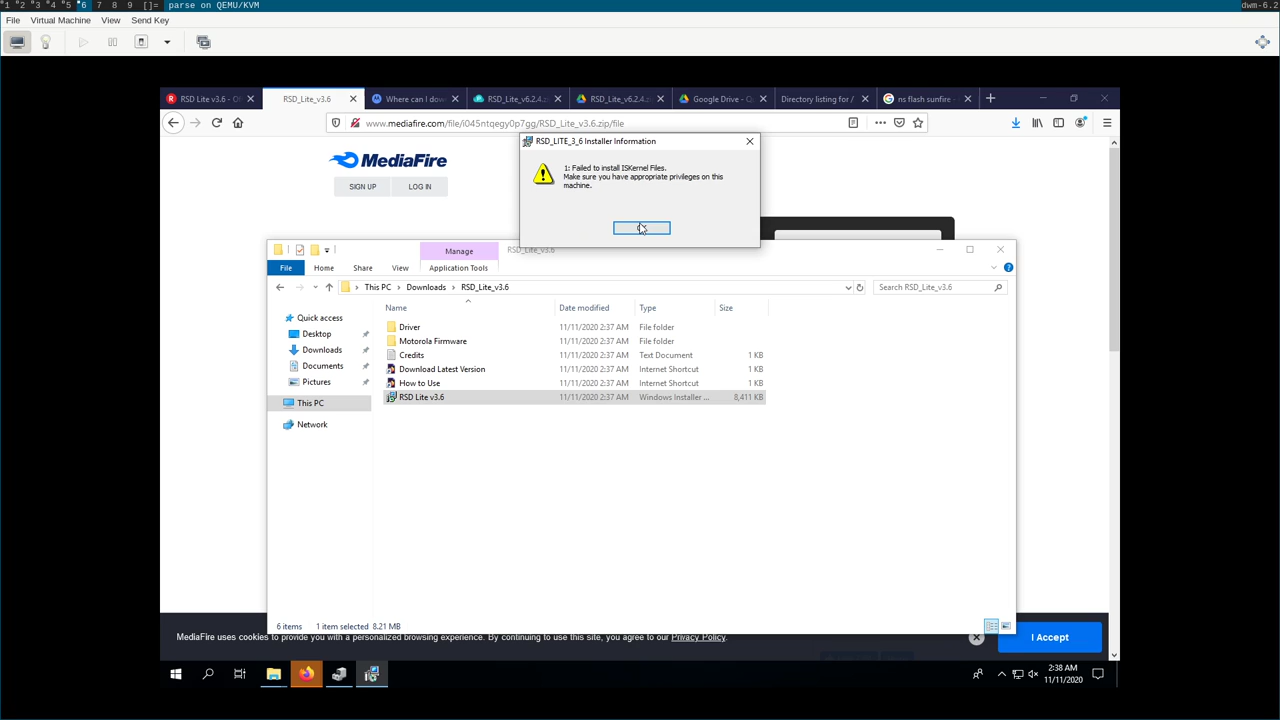 1 2 3 4 5 6 7 8 9 []= parse on QEMU/KVM dwm-6.2
File Virtual Machine View Send Key
RSD Lite v3.6 - Q RSD_Lite_v3.6 Where can I dow RSD_Lite_v6.2.4.z RSD_Lite_v6.2.4.z Google Drive - Q Directory listing for / ns flash sunfire -
www.mediafire.com/file/i045ntqegy0p7gg/RSD_Lite_v3.6.zip/file
MediaFire
SIGN UP LOG IN
RSD_LITE_3_6 Installer Information
1: Failed to install ISKernel Files.
Make sure you have appropriate privileges on this
machine.
Manage RSD_Lite_v3.6
File Home Share View Application Tools
This PC > Downloads > RSD_Lite_v3.6 Search RSD_Lite_v3.6
Name Date modified Type Size
Quick access
Desktop
Downloads
Documents
Pictures
This PC
Network
Driver 11/11/2020 2:37 AM File folder
Motorola Firmware 11/11/2020 2:37 AM File folder
Credits 11/11/2020 2:37 AM Text Document 1 KB
Download Latest Version 11/11/2020 2:37 AM Internet Shortcut 1 KB
How to Use 11/11/2020 2:37 AM Internet Shortcut 1 KB
RSD Lite v3.6 11/11/2020 2:37 AM Windows Installer ... 8,411 KB
6 items 1 item selected 8.21 MB
MediaFire uses cookies to provide you with a personalized browsing experience. By continuing to use this site, you agree to our Privacy Policy.
I Accept
2:38 AM
11/11/2020